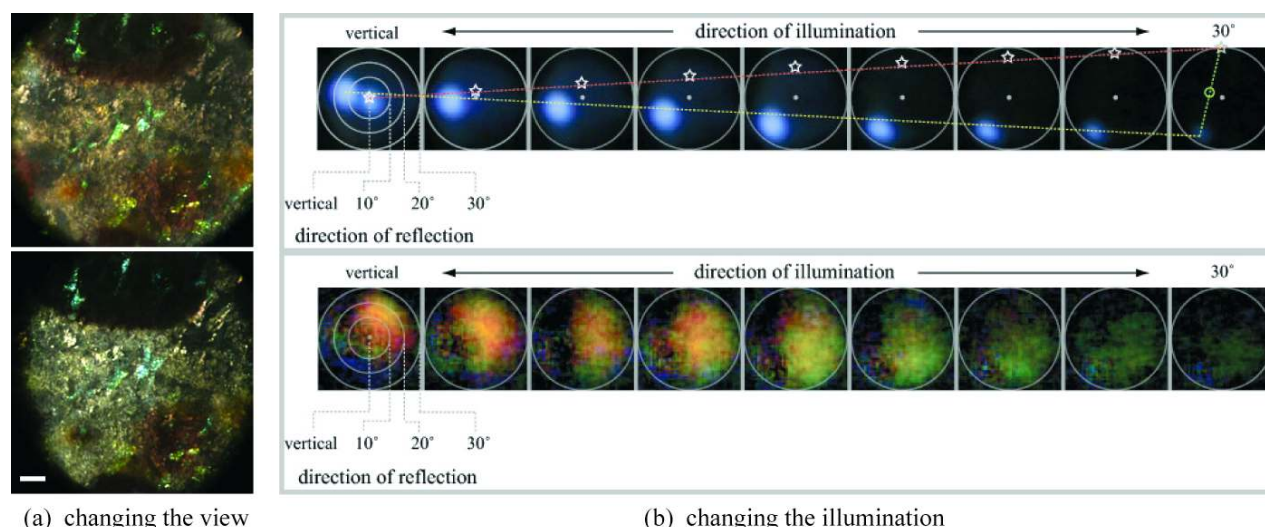 vertical direction of illumination 30°
vertical 10° 20° 30°
direction of reflection
vertical direction of illumination 30°
vertical 10° 20° 30°
direction of reflection
(a) changing the view (b) changing the illumination